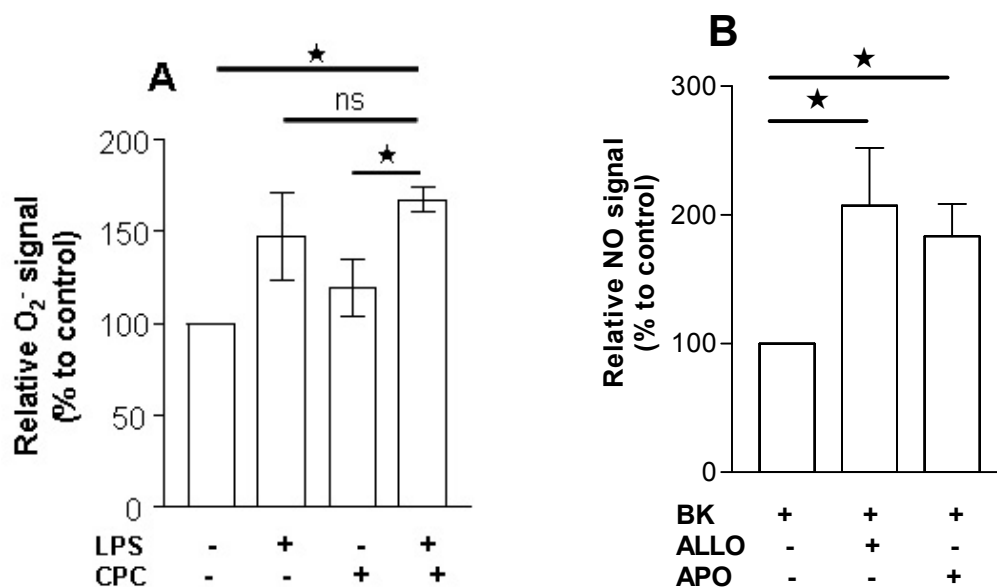 A
★
ns
★
Relative O2- signal
(% to control)
200
150
100
50
0
LPS - + - +
CPC - - + +
B
★
★
Relative NO signal
(% to control)
300
200
100
0
BK + + +
ALLO - + -
APO - - +